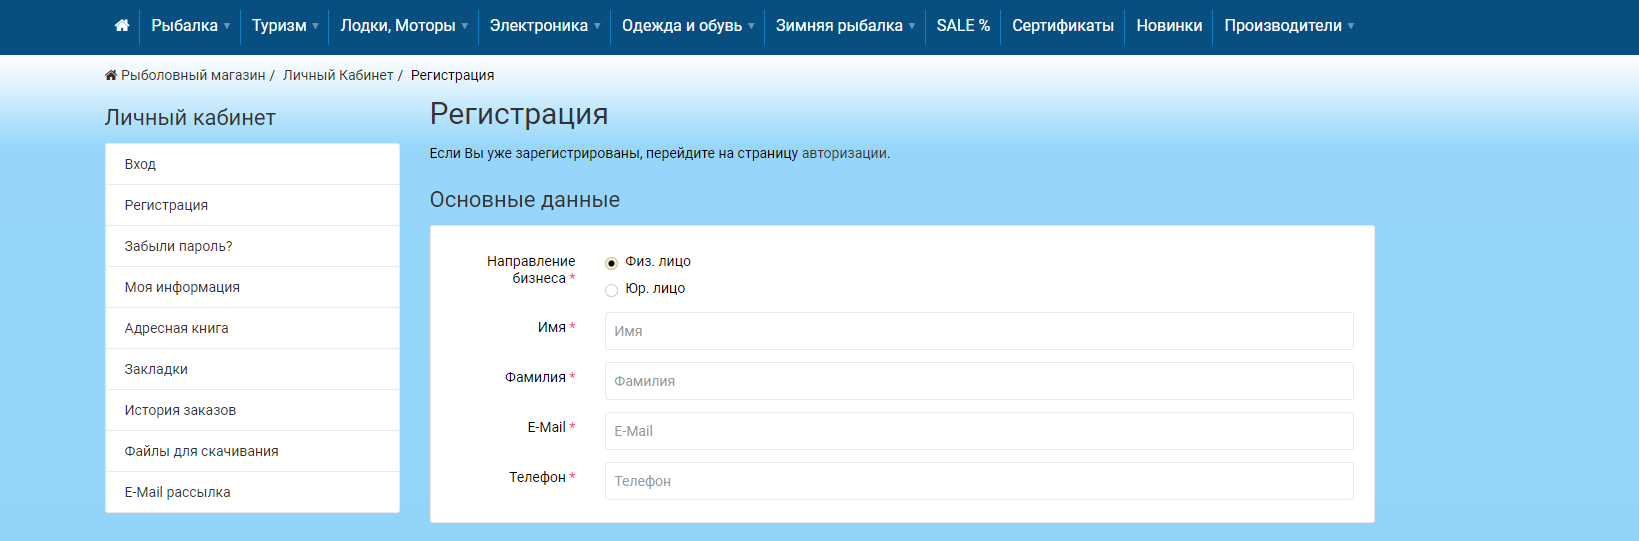 Рыбалка ▾ Туризм ▾ Лодки, Моторы ▾ Электроника ▾ Одежда и обувь ▾ Зимняя рыбалка ▾ SALE % Сертификаты Новинки Производители ▾
Рыболовный магазин / Личный Кабинет / Регистрация
Личный кабинет
Вход
Регистрация
Забыли пароль?
Моя информация
Адресная книга
Закладки
История заказов
Файлы для скачивания
E-Mail рассылка
Регистрация
Если Вы уже зарегистрированы, перейдите на страницу авторизации.
Основные данные
Направление
бизнеса *
Физ. лицо
Юр. лицо
Имя * Имя
Фамилия * Фамилия
E-Mail * E-Mail
Телефон * Телефон